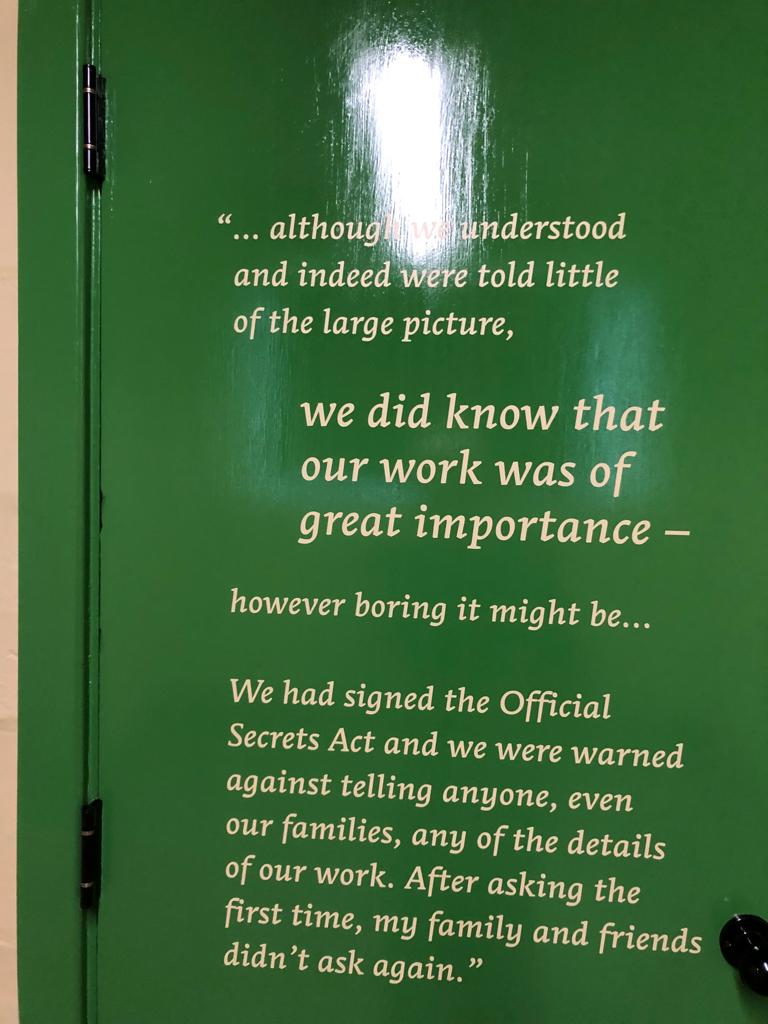 “... although we understood
and indeed were told little
of the large picture,
we did know that
our work was of
great importance –
however boring it might be...
We had signed the Official
Secrets Act and we were warned
against telling anyone, even
our families, any of the details
of our work. After asking the
first time, my family and friends
didn’t ask again.”